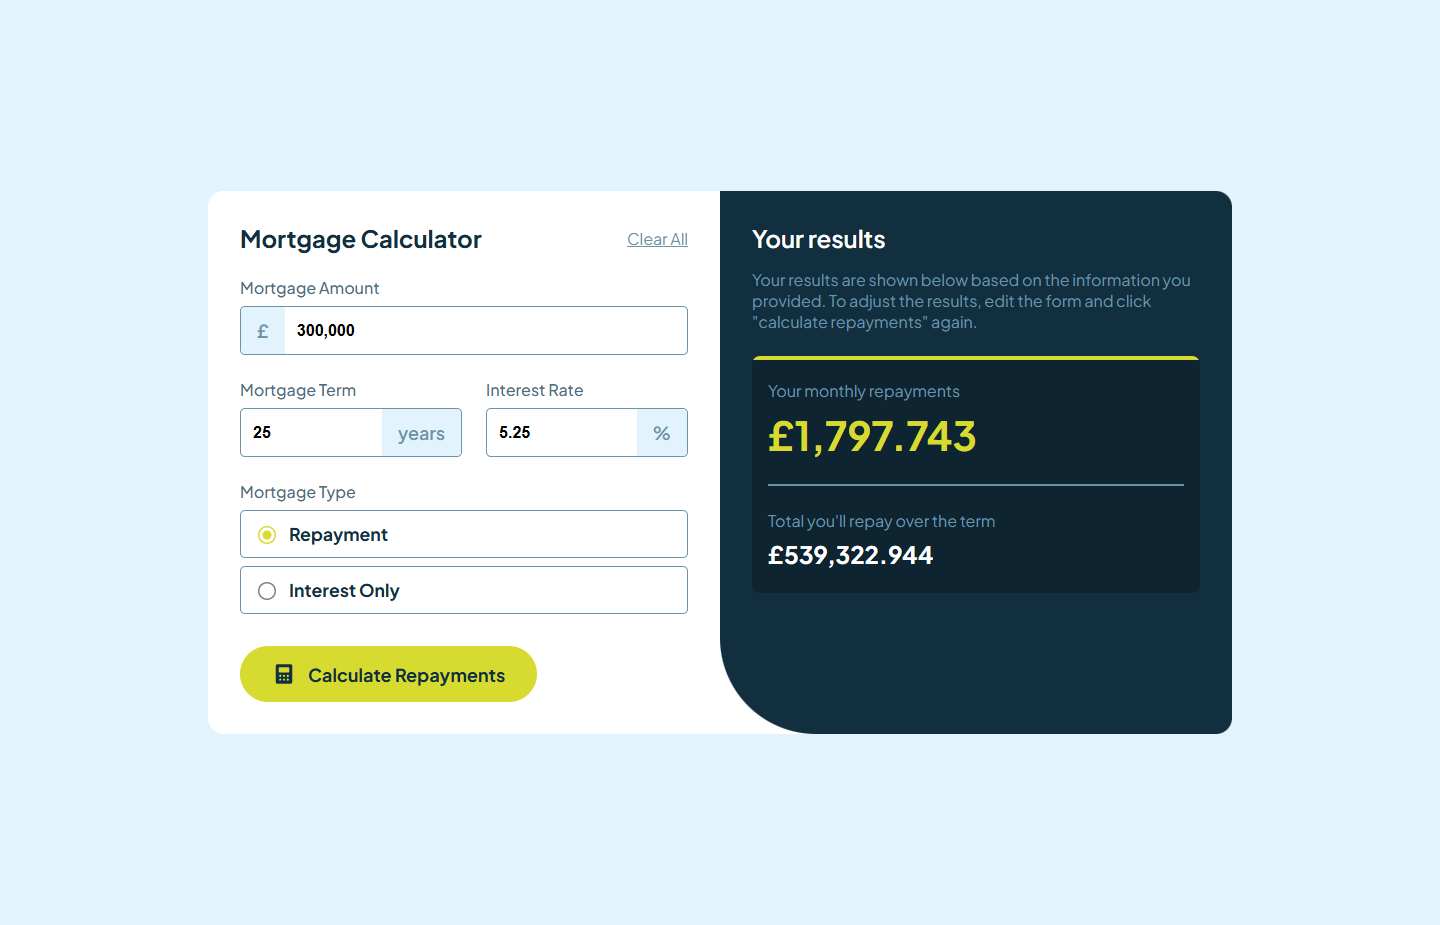 Mortgage Calculator
Clear All
Mortgage Amount
£ 300,000
Mortgage Term
25 years
Interest Rate
5.25 %
Mortgage Type
Repayment
Interest Only
Calculate Repayments
Your results
Your results are shown below based on the information you
provided. To adjust the results, edit the form and click
"calculate repayments" again.
Your monthly repayments
£1,797.743
Total you'll repay over the term
£539,322.944